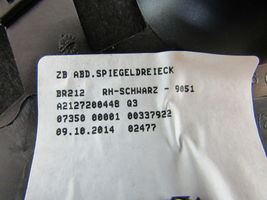 ZB ABD.SPIEGELDREIECK
BR212 RH-SCHWARZ - 9051
A2127200448 Q3
07350 00001 00337922
09.10.2014 02477